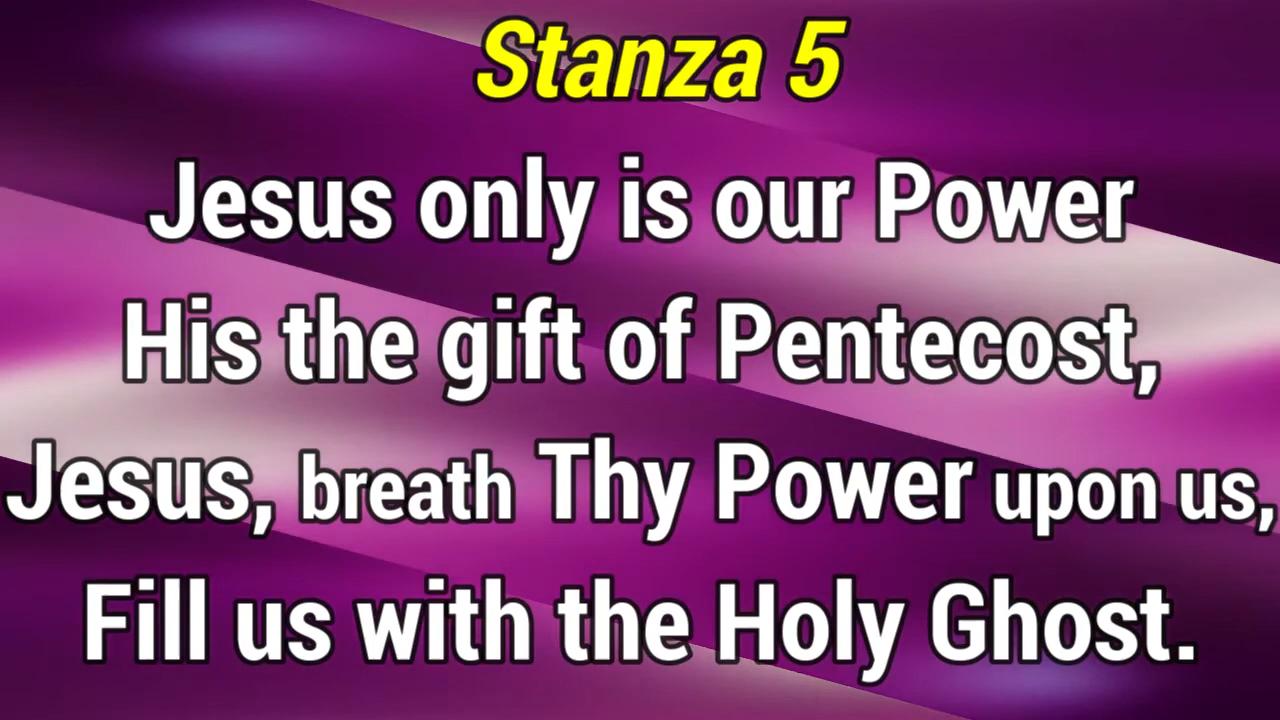 Stanza 5
Jesus only is our Power
His the gift of Pentecost,
Jesus, breath Thy Power upon us,
Fill us with the Holy Ghost.